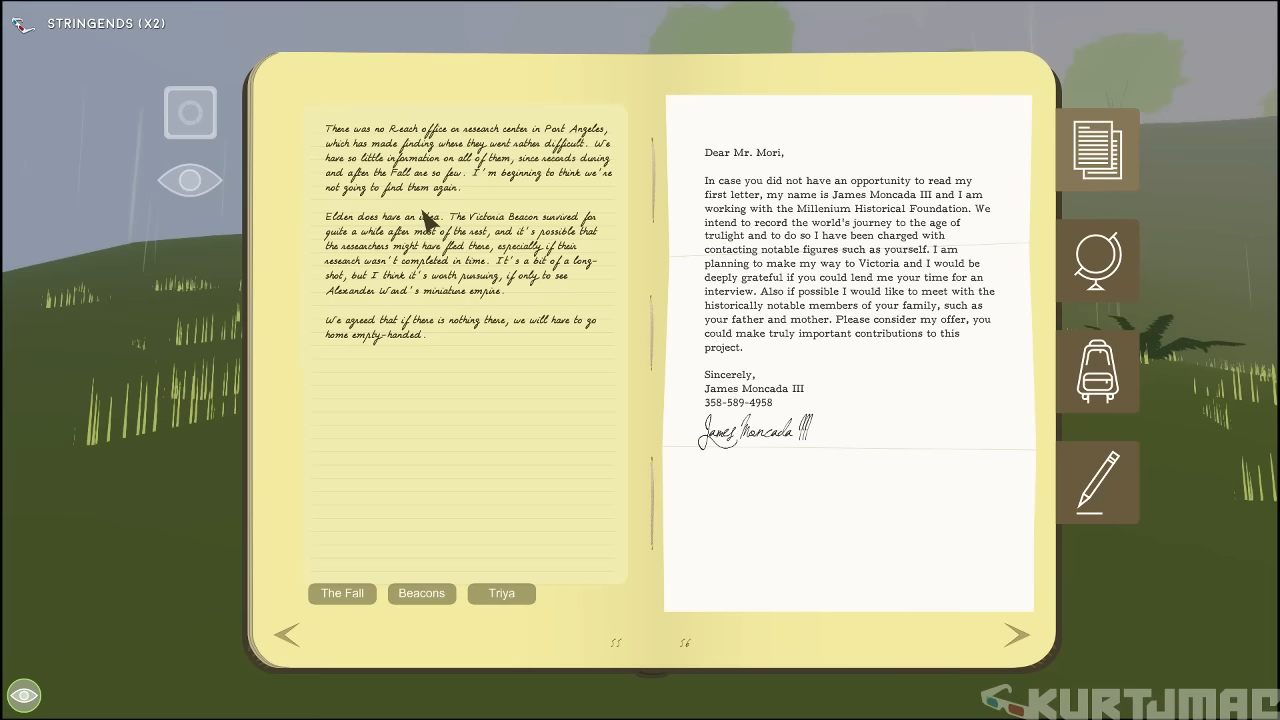 STRINGENDS (X2)
There was no Reach office or research center in Port Angeles,
which has made finding where they went rather difficult. We
have so little information on all of them, since records during
and after the Fall are so few. I'm beginning to think we're
not going to find them again.
Elden does have an idea. The Victoria Beacon survived for
quite a while after most of the rest, and it's possible that
the researchers might have fled there, especially if their
research wasn't completed in time. It's a bit of a long-
shot, but I think it's worth pursuing, if only to see
Alexander Ward's miniature empire.
We agreed that if there is nothing there, we will have to go
home empty-handed.
The Fall
Beacons
Triya
55
Dear Mr. Mori,
In case you did not have an opportunity to read my
first letter, my name is James Moncada III and I am
working with the Millenium Historical Foundation. We
intend to record the world's journey to the age of
trulight and to do so I have been charged with
contacting notable figures such as yourself. I am
planning to make my way to Victoria and I would be
deeply grateful if you could lend me your time for an
interview. Also if possible I would like to meet with the
historically notable members of your family, such as
your father and mother. Please consider my offer, you
could make truly important contributions to this
project.
Sincerely,
James Moncada III
358-589-4958
James Moncada III
56
KURTJMAC